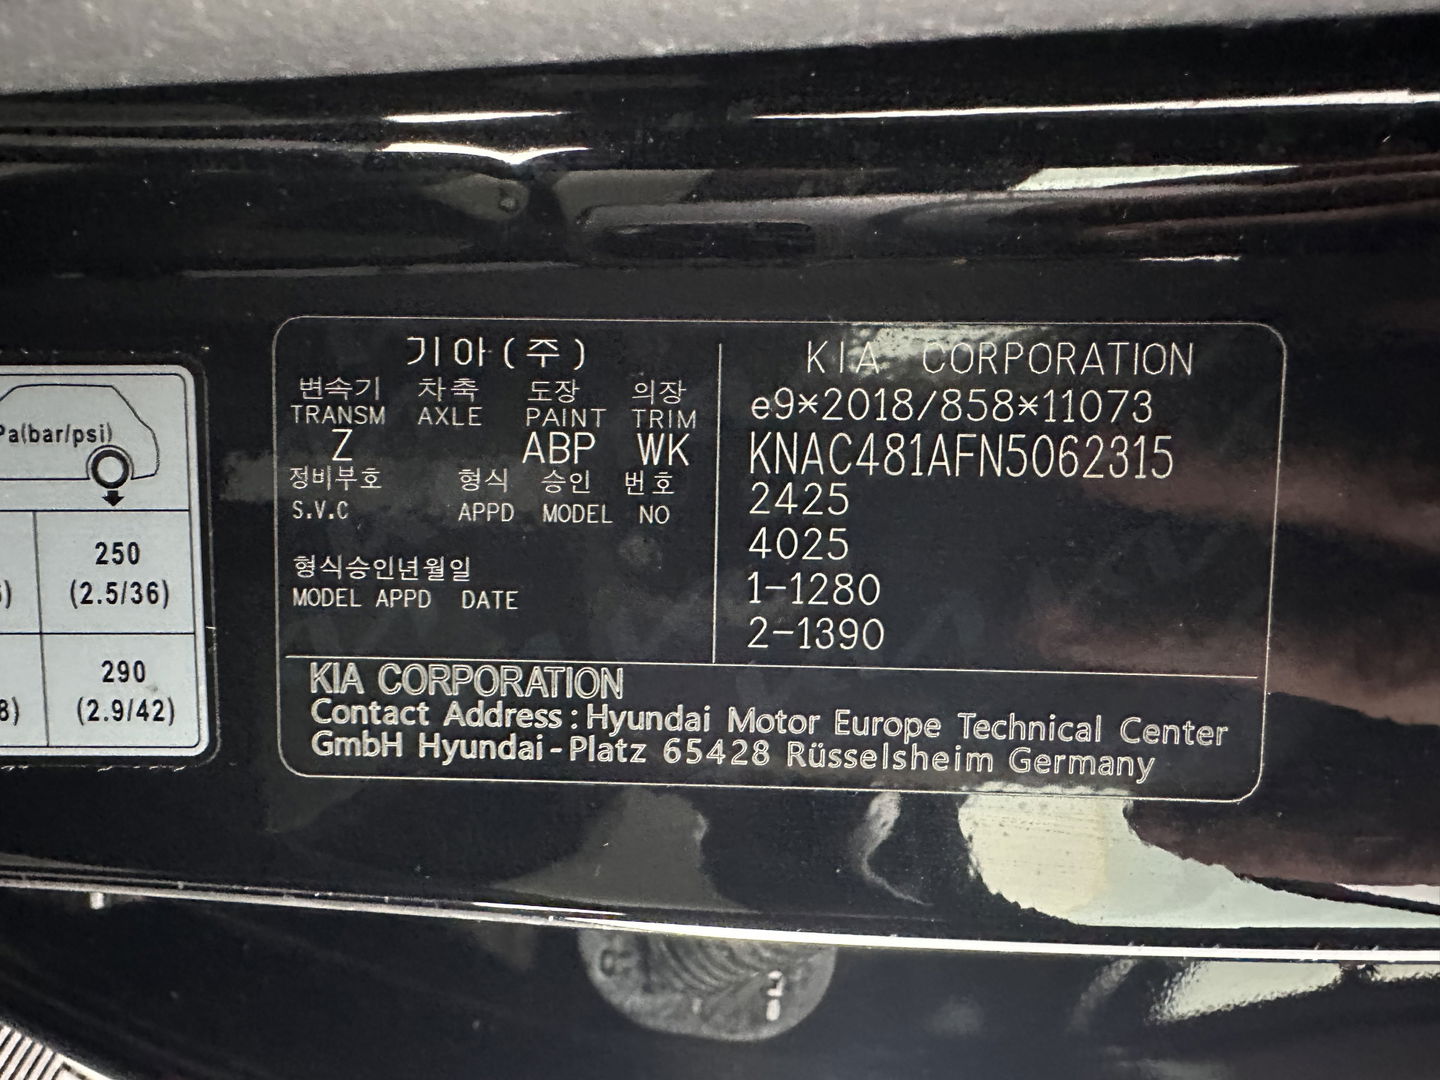 Pa(bar/psi)
250
(2.5/36)
290
8) (2.9/42)
기아(주)
변속기 차축 도장 의장
TRANSM AXLE PAINT TRIM
Z ABP WK
정비부호 형식 승인 번호
S.V.C APPD MODEL NO
형식승인년월일
MODEL APPD DATE
KIA CORPORATION
e9*2018/858*11073
KNAC481AFN5062315
2425
4025
1-1280
2-1390
KIA CORPORATION
Contact Address : Hyundai Motor Europe Technical Center
GmbH Hyundai-Platz 65428 Rüsselsheim Germany